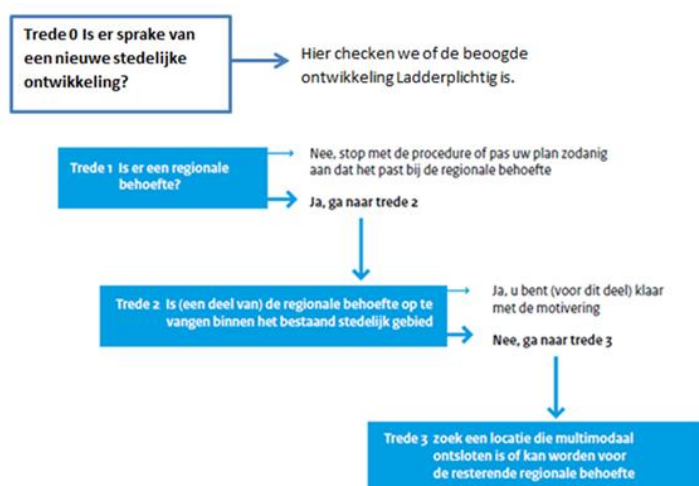 Trede 0 Is er sprake van
een nieuwe stedelijke
ontwikkeling?
Hier checken we of de beoogde
ontwikkeling Ladderplichtig is.
Trede 1 Is er een regionale
behoefte?
Nee, stop met de procedure of pas uw plan zodanig
aan dat het past bij de regionale behoefte
Ja, ga naar trede 2
Trede 2 Is (een deel van) de regionale behoefte op te
vangen binnen het bestaand stedelijk gebied
Ja, u bent (voor dit deel) klaar
met de motivering
Nee, ga naar trede 3
Trede 3 zoek een locatie die multimodaal
ontsloten is of kan worden voor
de resterende regionale behoefte